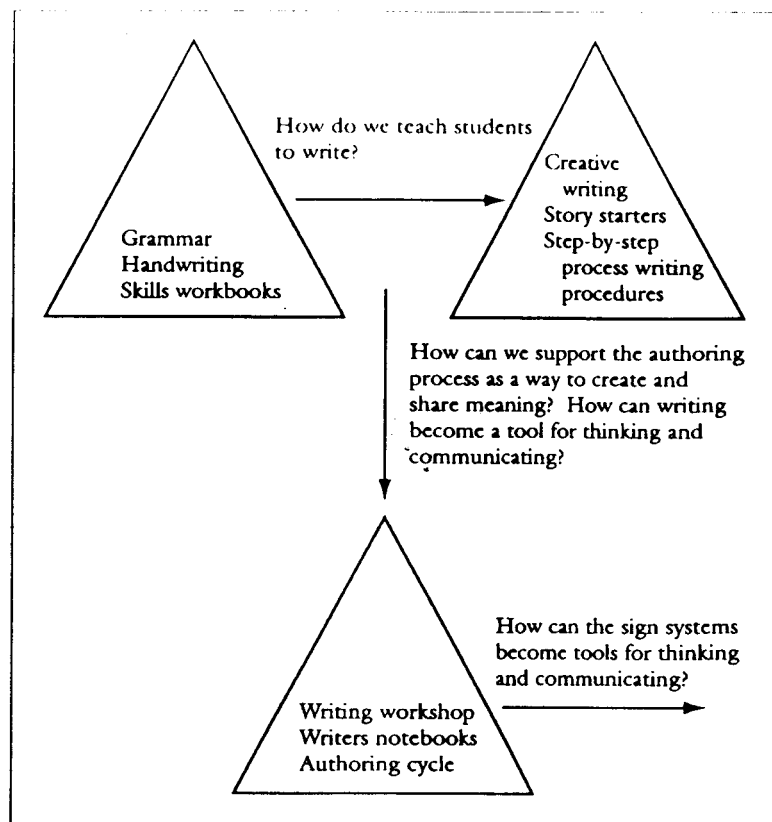 How do we teach students
to write?
Grammar
Handwriting
Skills workbooks
Creative
writing
Story starters
Step-by-step
process writing
procedures
How can we support the authoring
process as a way to create and
share meaning? How can writing
become a tool for thinking and
communicating?
How can the sign systems
become tools for thinking
and communicating?
Writing workshop
Writers notebooks
Authoring cycle